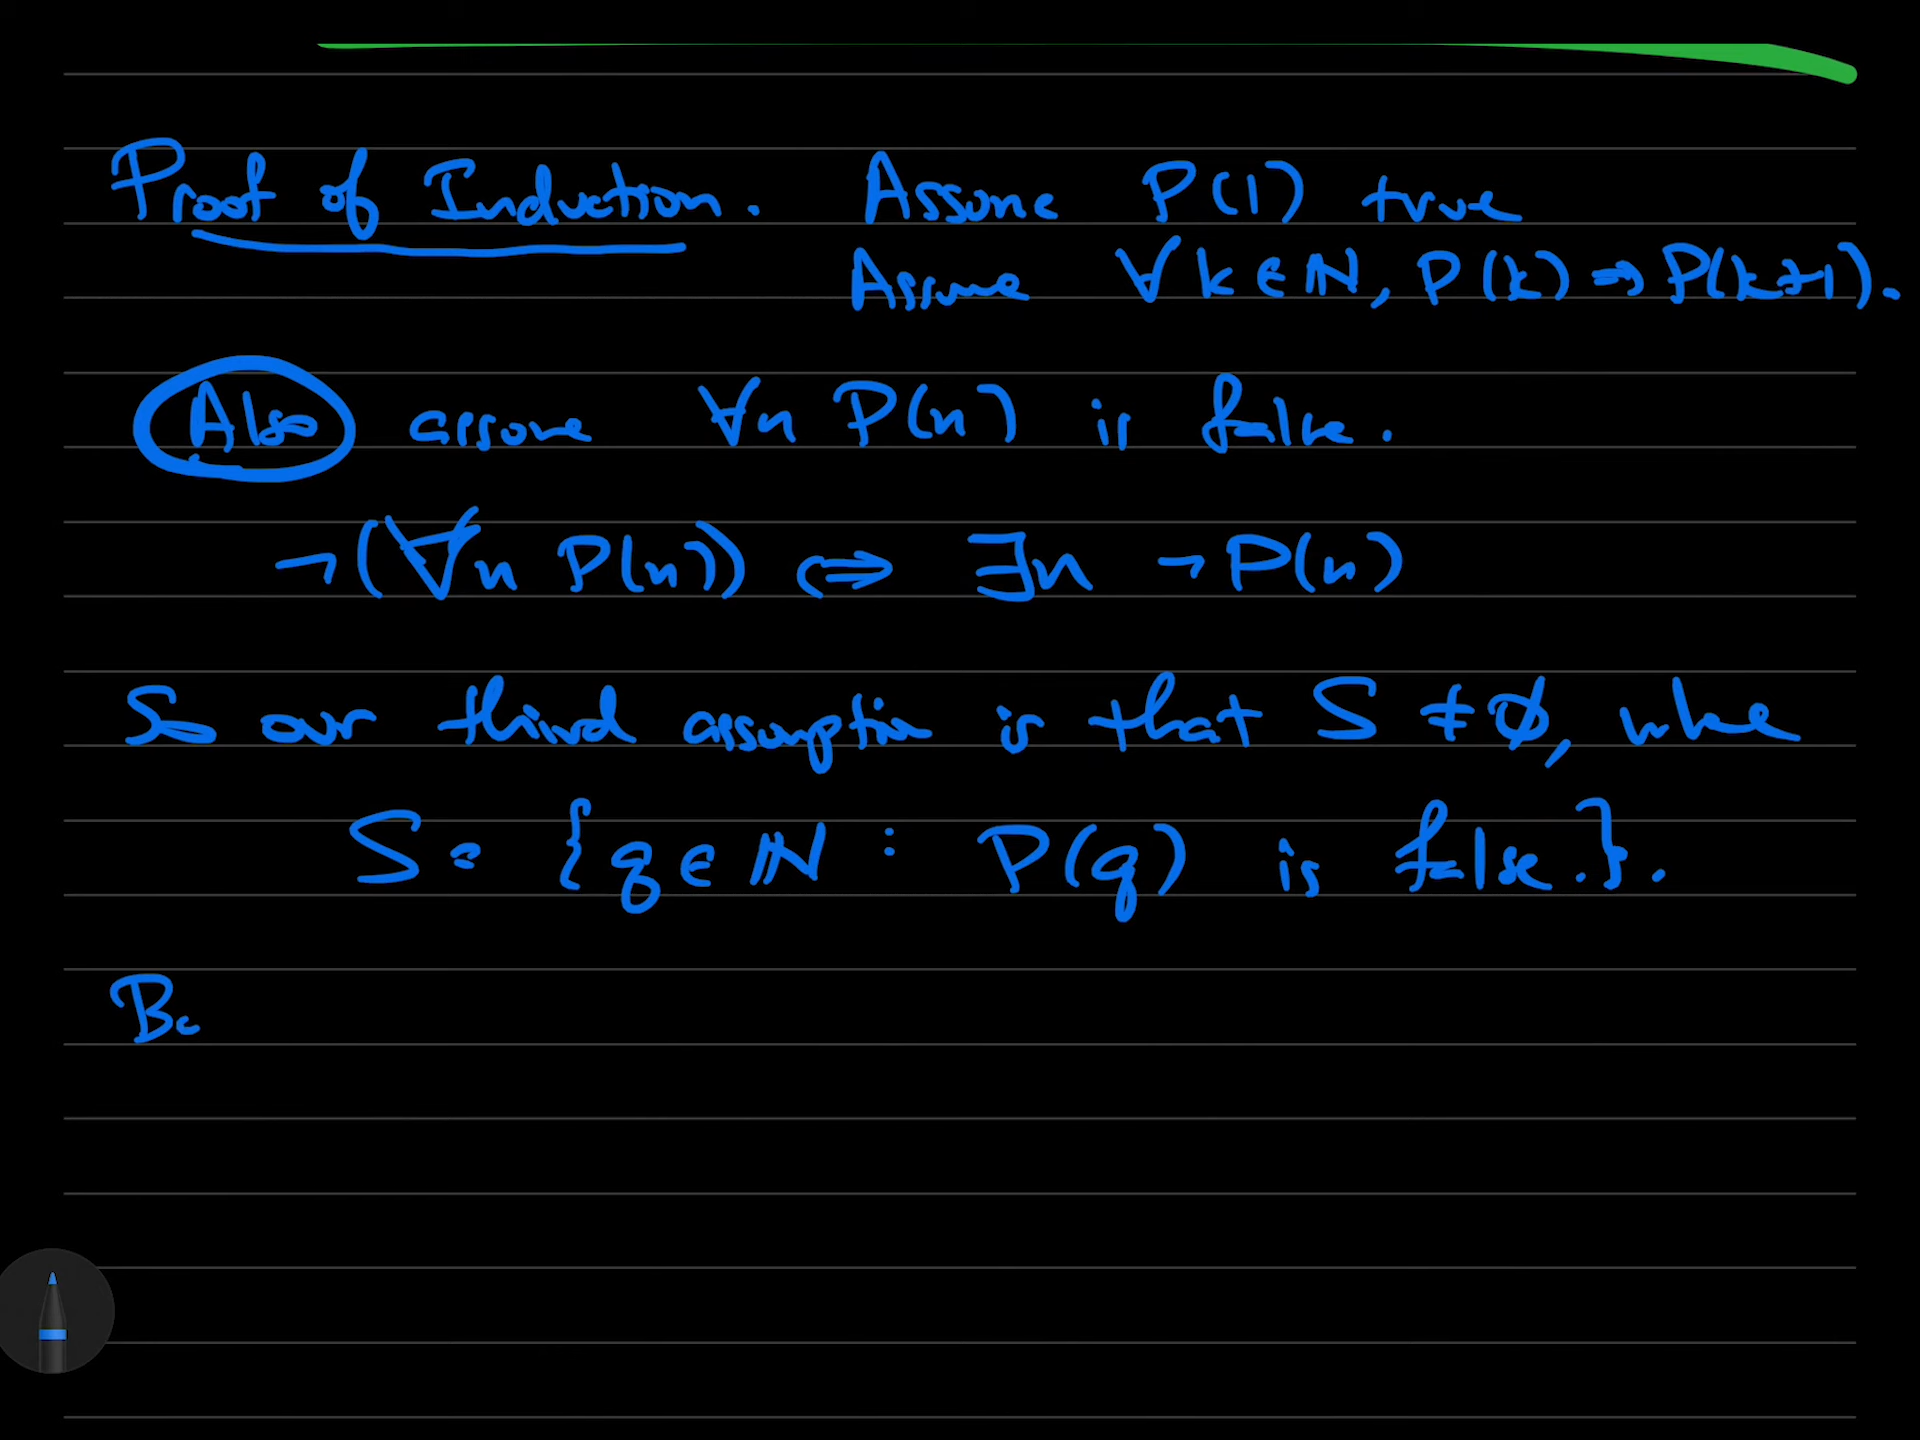 Proof of Induction. Assume P(1) true
Assume ∀k∈ℕ, P(k)⇒P(k+1).
Also assume ∀n P(n) is false.
¬(∀n P(n)) ⇔ ∃n ¬P(n)
So our third assumption is that S ≠ ∅, where
S = {q∈ℕ : P(q) is false.}.
Be